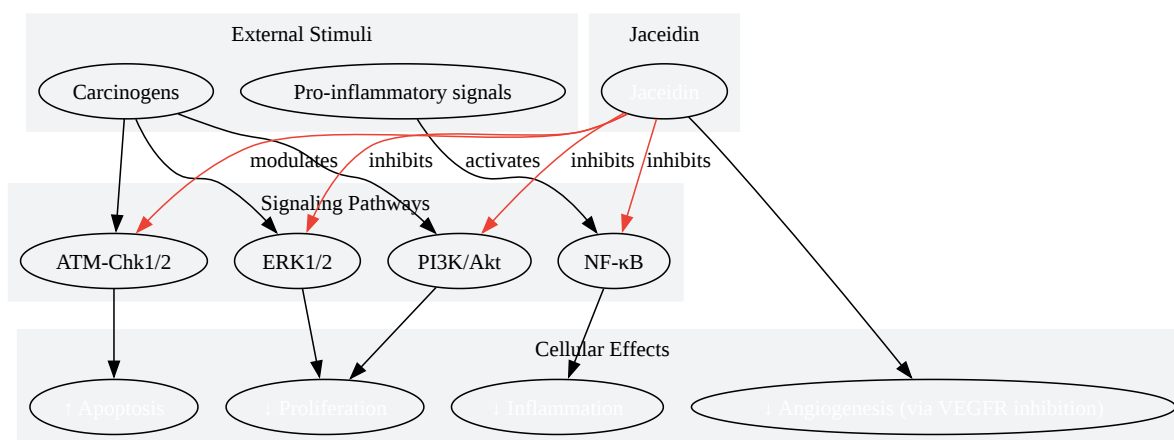 External Stimuli
Jaceidin
Carcinogens
Pro-inflammatory signals
Jaceidin
modulates
inhibits
activates
inhibits
inhibits
Signaling Pathways
ATM-Chk1/2
ERK1/2
PI3K/Akt
NF-κB
Cellular Effects
↑ Apoptosis
↓ Proliferation
↓ Inflammation
↓ Angiogenesis (via VEGFR inhibition)